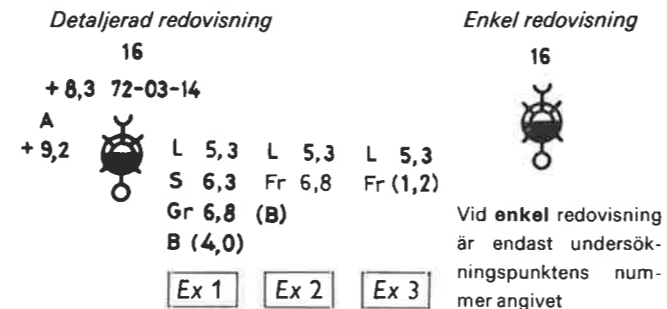 Detaljerad redovisning
16
+ 8,3 72-03-14
A
+ 9,2
L 5,3
S 6,3
Gr 6,8
B (4,0)
Ex 1
L 5,3
Fr 6,8
(B)
Ex 2
L 5,3
Fr (1,2)
Ex 3
Enkel redovisning
16
Vid enkel redovisning
är endast undersök-
ningspunktens num-
mer angivet